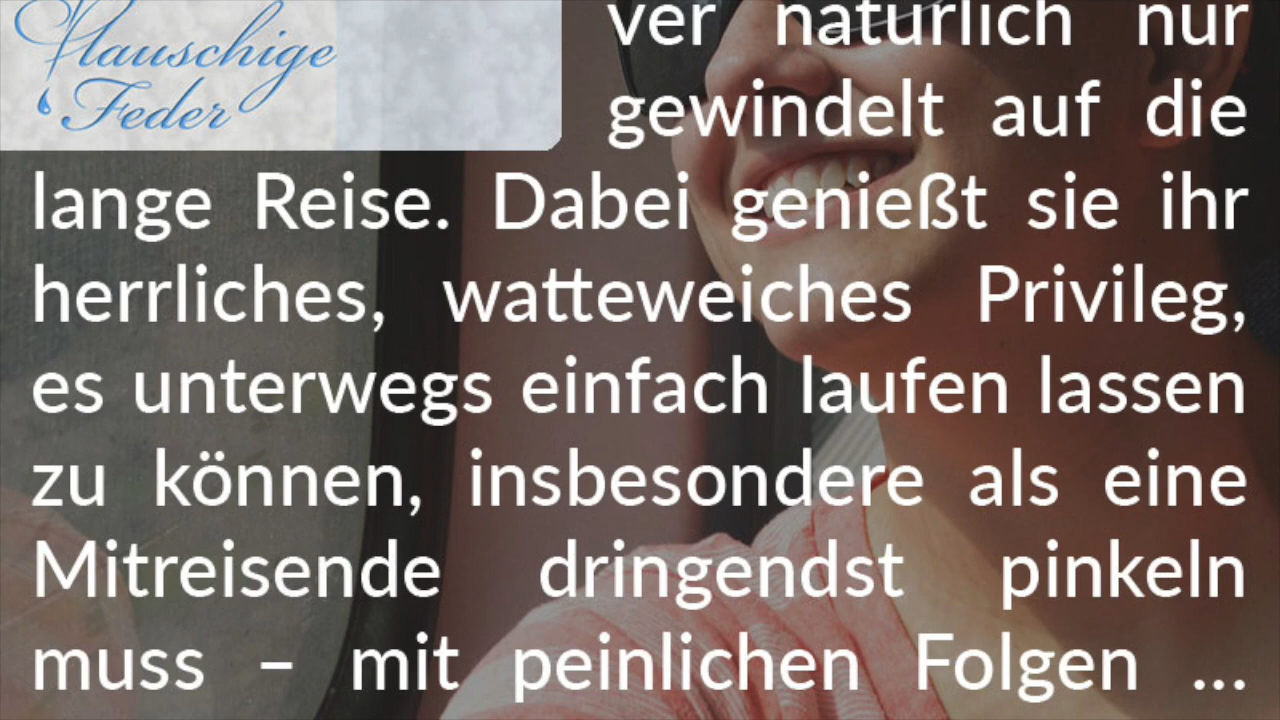 Plauschige
Feder
ver natürlich nur
gewindelt auf die
lange Reise. Dabei genießt sie ihr
herrliches, watteweiches Privileg,
es unterwegs einfach laufen lassen
zu können, insbesondere als eine
Mitreisende dringendst pinkeln
muss – mit peinlichen Folgen ...